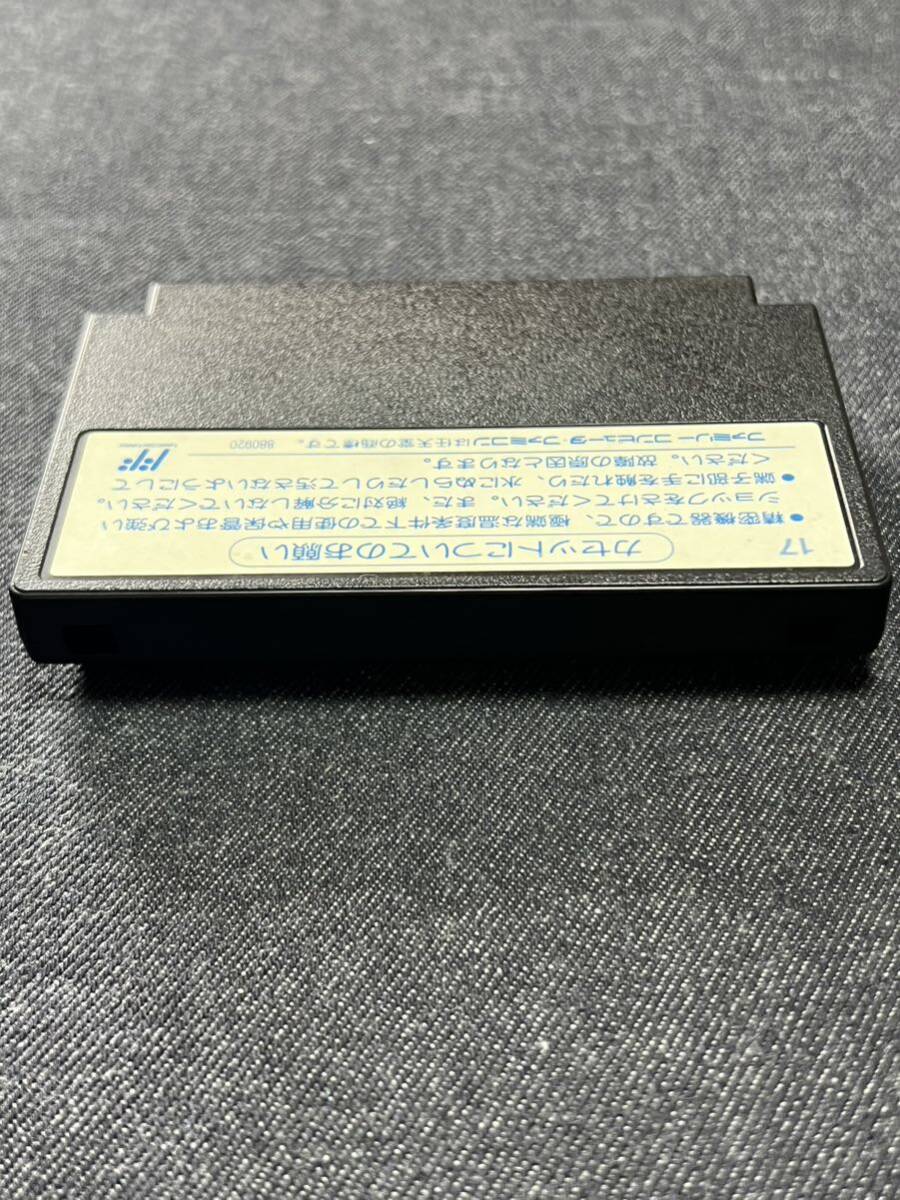 17
カセットについてのお願い
●精密機器ですので、極端な温度条件下での使用や保管および強い
ショックをさけてください。また、絶対に分解しないでください。
●端子部に手を触れたり、水にぬらしたりして汚さないようにして
ください。故障の原因となります。
ファミリーコンピュータ・ファミコンは任天堂の商標です。 880920